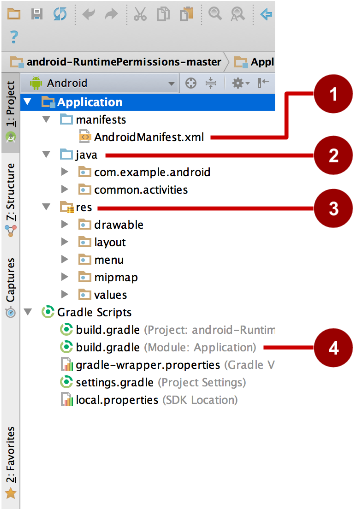 ?
android-RuntimePermissions-master
Appl
1: Project
Android
Application
manifests
AndroidManifest.xml
1
java
2
com.example.android
common.activities
res
3
drawable
layout
menu
mipmap
values
Gradle Scripts
build.gradle (Project: android-Runtim
build.gradle (Module: Application)
4
gradle-wrapper.properties (Gradle V
settings.gradle (Project Settings)
local.properties (SDK Location)
Z: Structure
Captures
2: Favorites